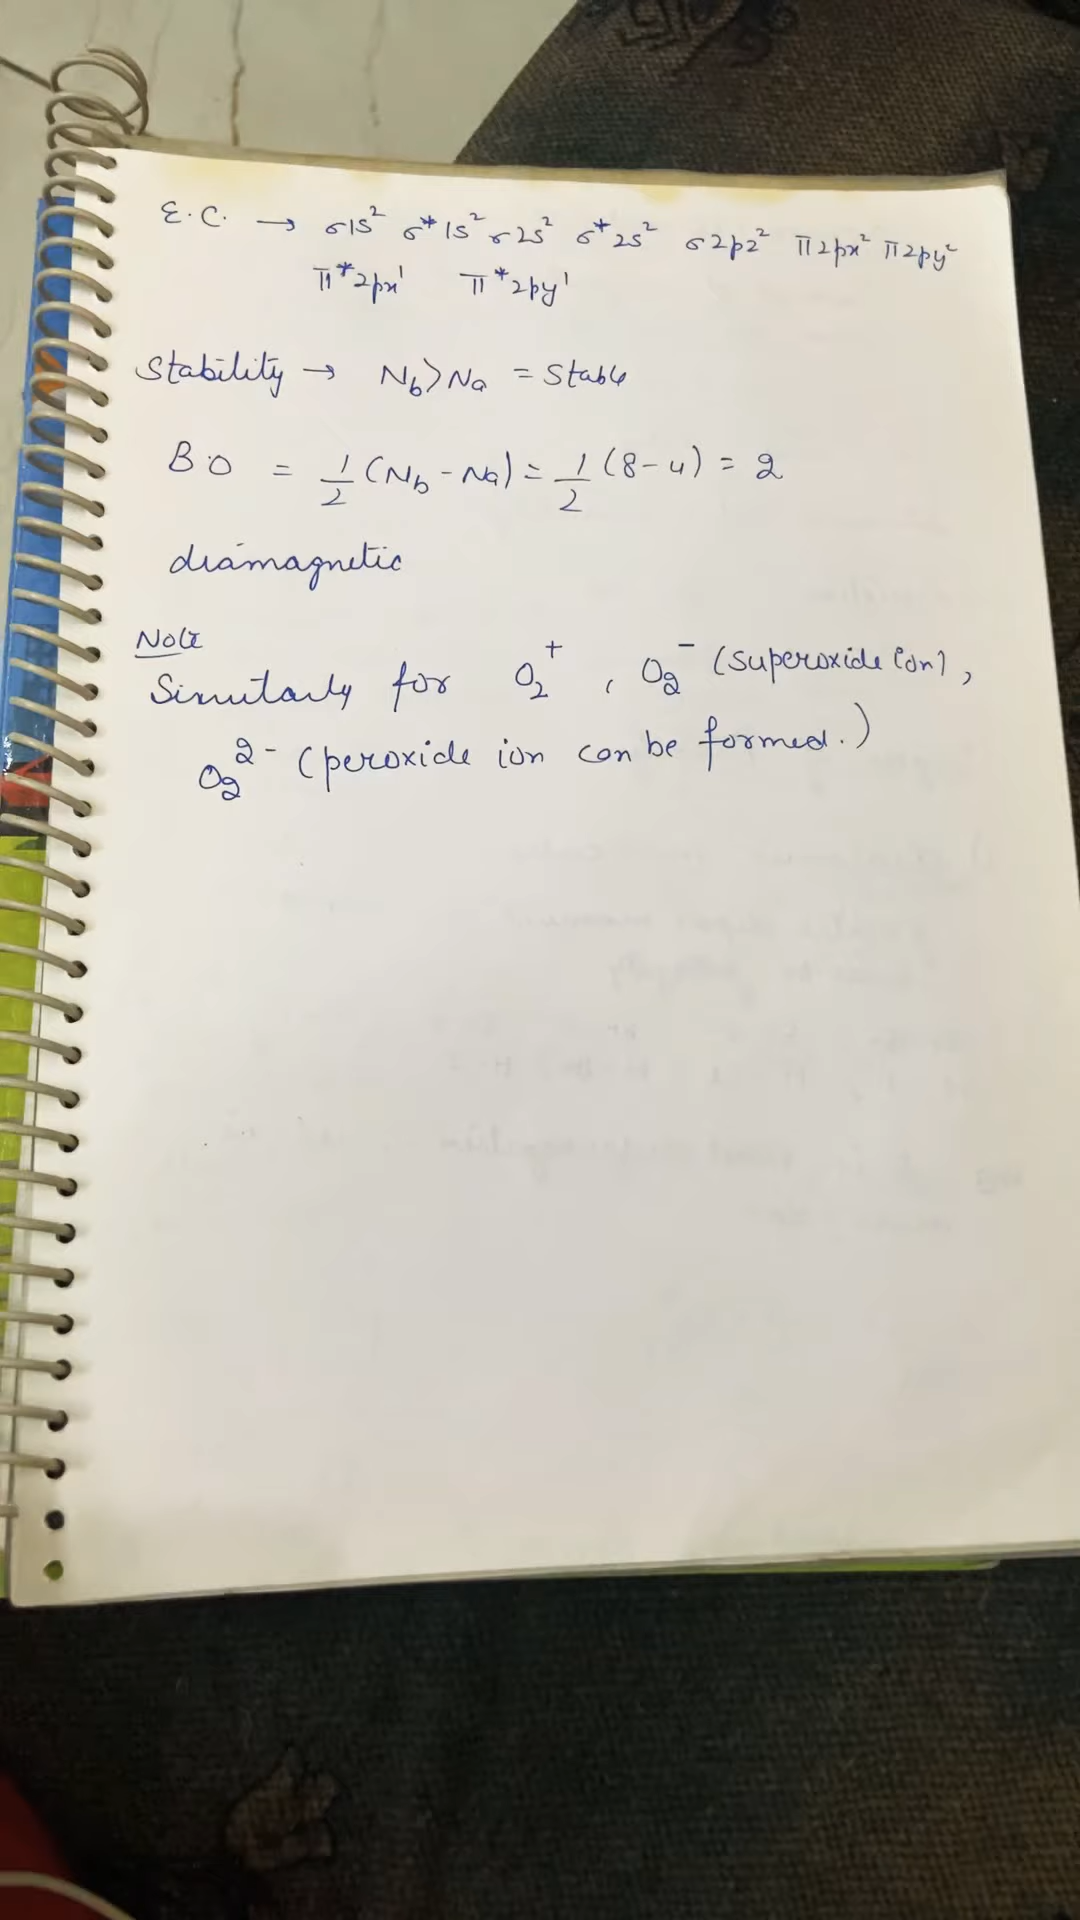 E.C. → σ1s² σ*1s² σ2s² σ*2s² σ2pz² π2px² π2py²
π*2px¹ π*2py¹
Stability → Nb>Na = Stable
B.O = 1/2 (Nb - Na) = 1/2 (8-4) = 2
diamagnetic
Note
Similarly for O₂⁺, O₂⁻ (superoxide ion),
O₂²⁻ (peroxide ion can be formed.)